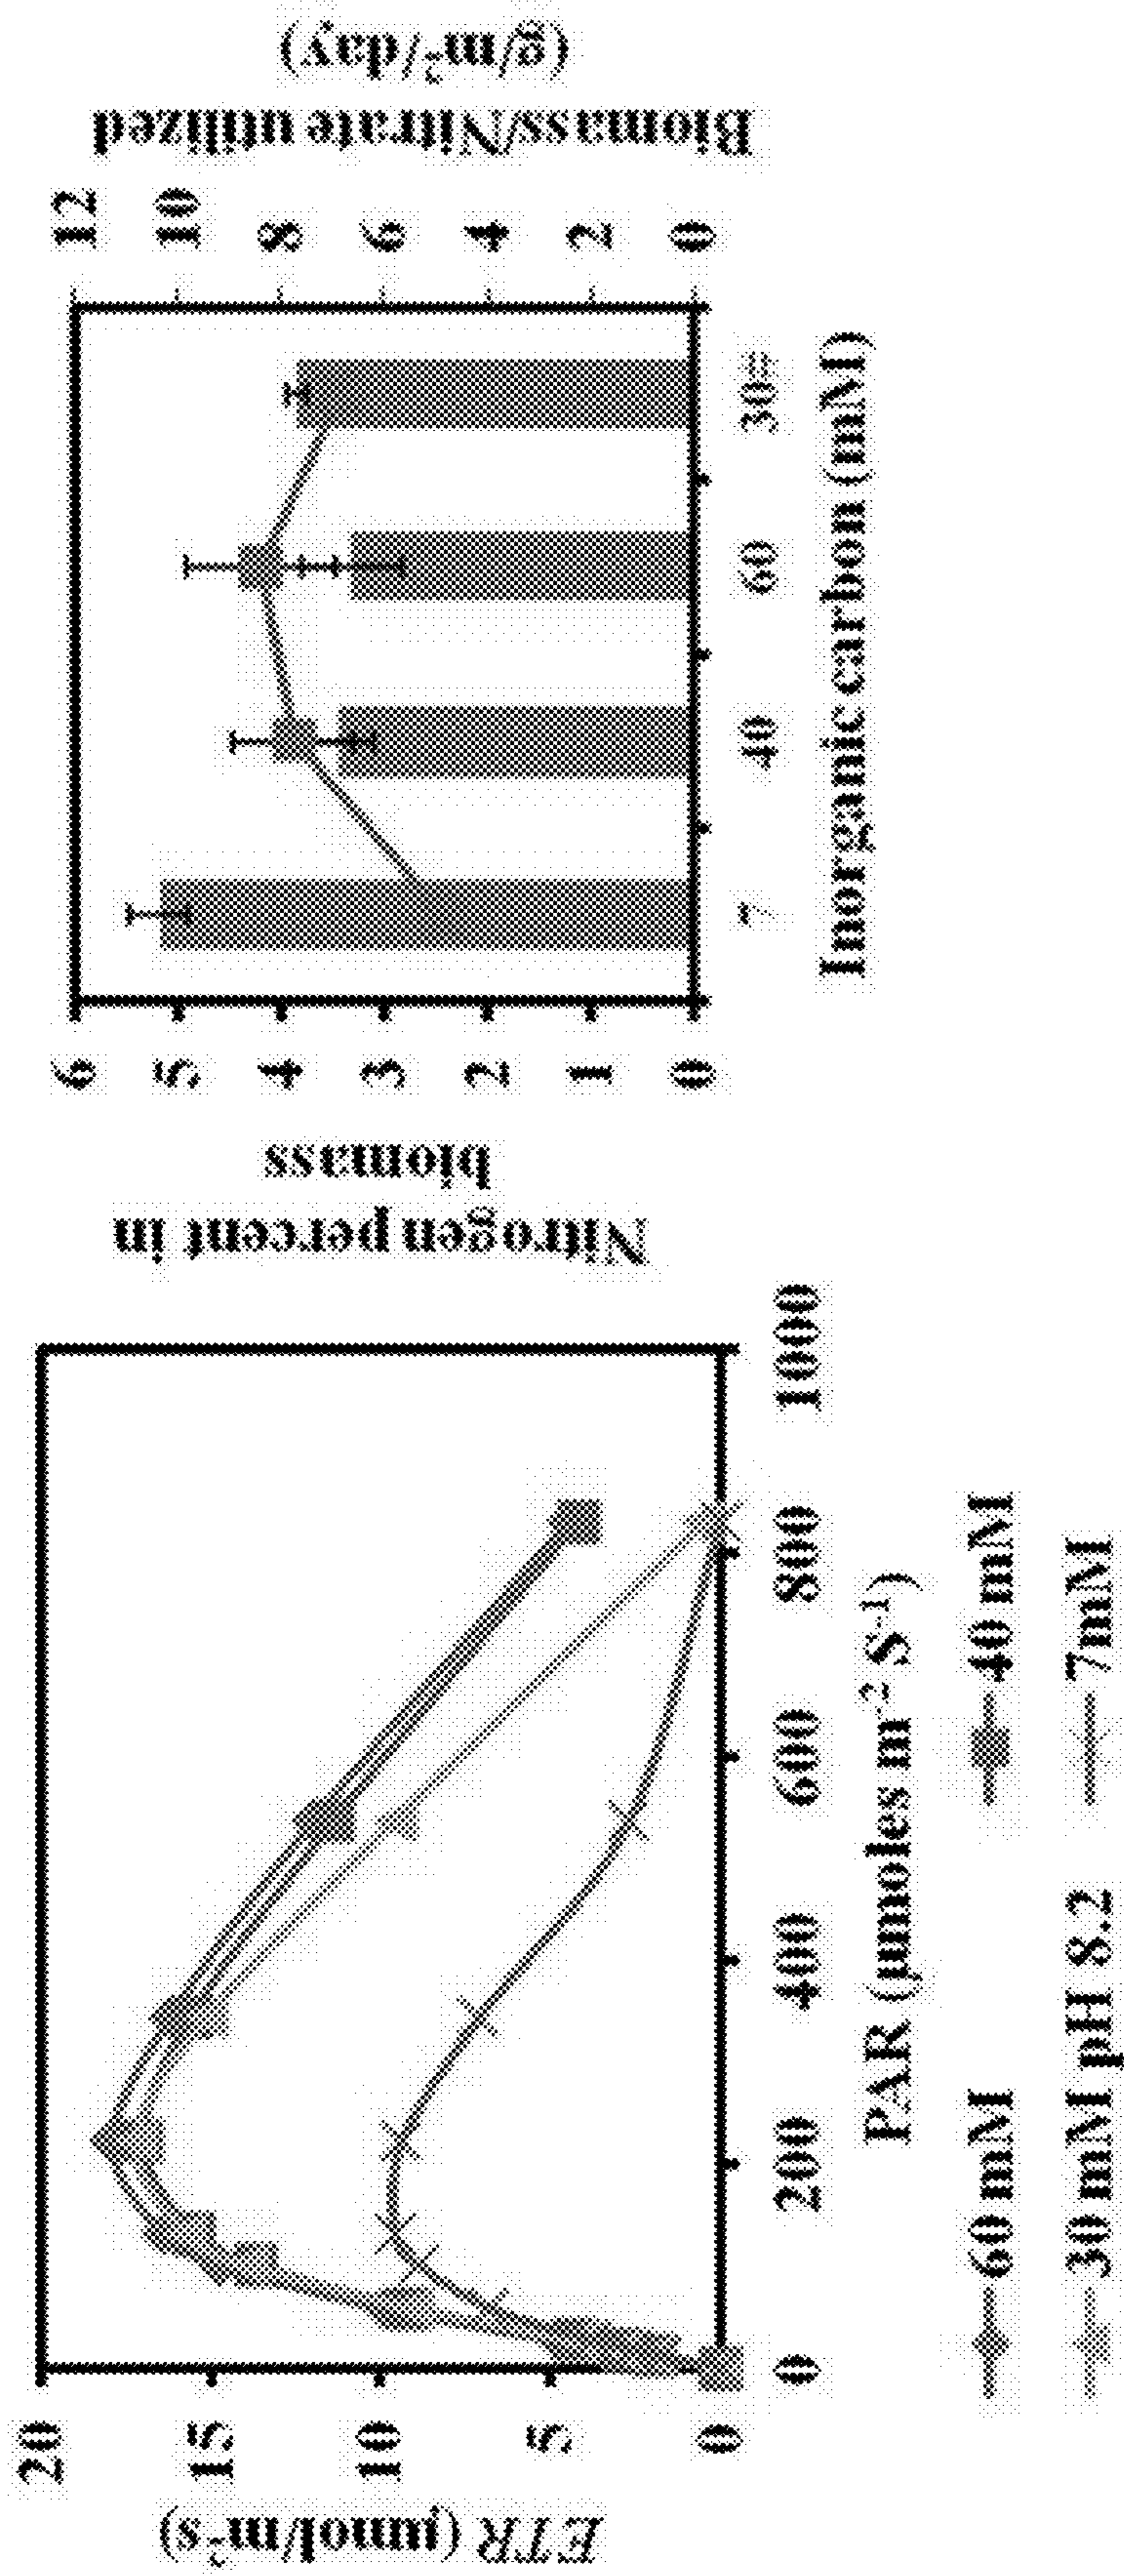 ETR (µmol/m²s)
20
15
10
5
0
0 200 400 600 800 1000
PAR (µmoles m⁻² S⁻¹)
60 mM 40 mM
30 mM pH 8.2 7mM
Nitrogen percent in
biomass
6
5
4
3
2
1
0
7 40 60 30=
Inorganic carbon (mM)
12
10
8
6
4
2
0
Biomass/Nitrate utilized
(g/m²/day)